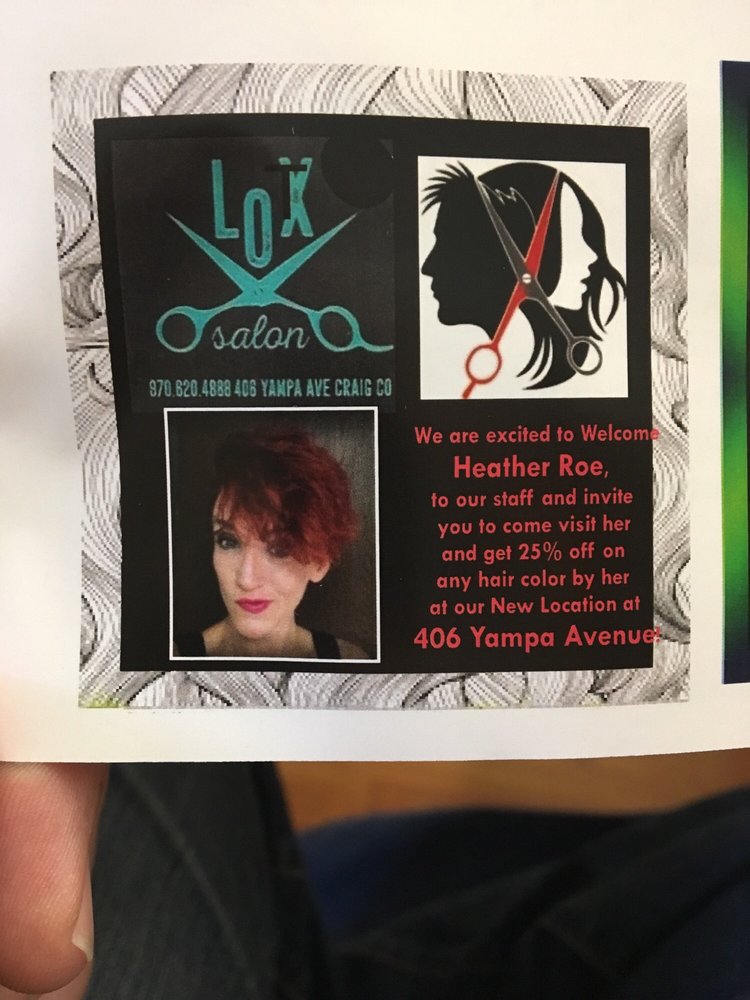 LOX
salon
970.620.4888 406 YAMPA AVE CRAIG CO
We are excited to Welcome
Heather Roe,
to our staff and invite
you to come visit her
and get 25% off on
any hair color by her
at our New Location at
406 Yampa Avenue!